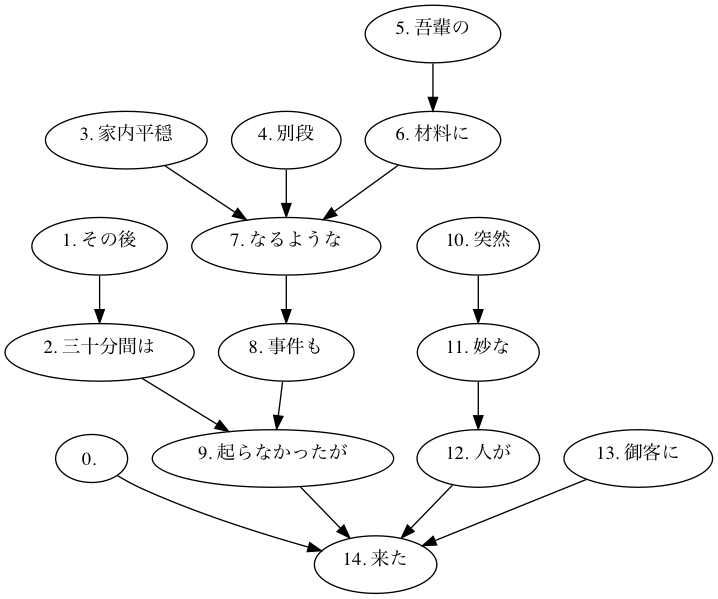 5. 吾輩の
3. 家内平穏
4. 別段
6. 材料に
1. その後
7. なるような
10. 突然
2. 三十分間は
8. 事件も
11. 妙な
0.
9. 起らなかったが
12. 人が
13. 御客に
14. 来た